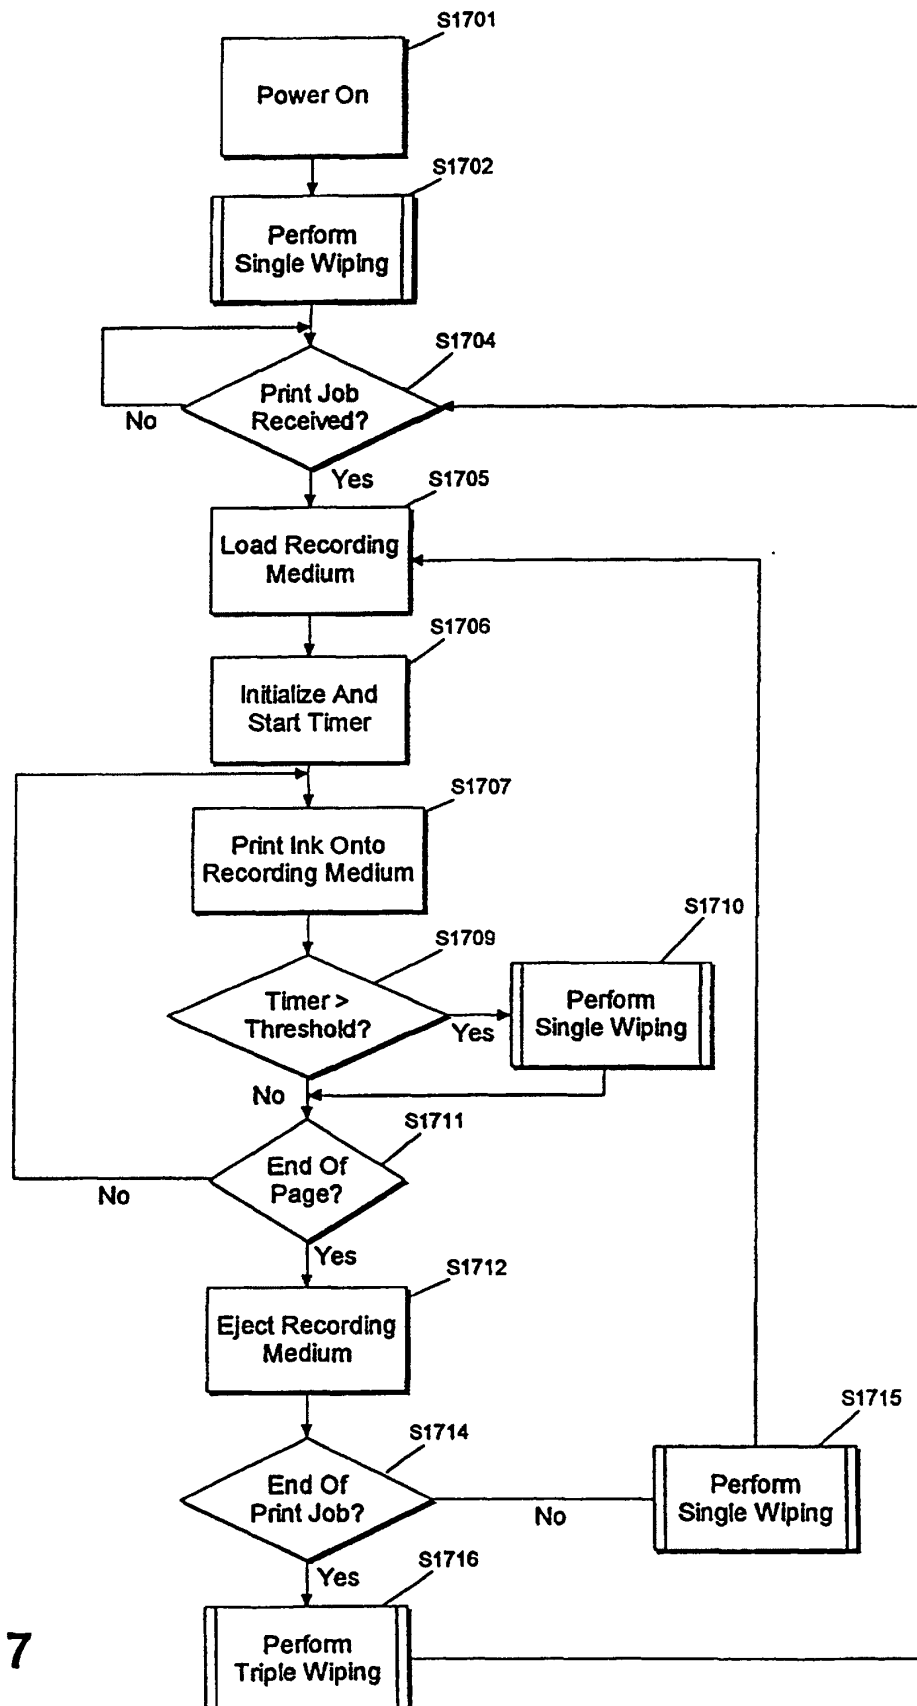 S1701
Power On
S1702
Perform
Single Wiping
S1704
Print Job
Received?
No
Yes
S1705
Load Recording
Medium
S1706
Initialize And
Start Timer
S1707
Print Ink Onto
Recording Medium
S1709
S1710
Timer >
Threshold?
Yes
Perform
Single Wiping
No
S1711
End Of
Page?
No
Yes
S1712
Eject Recording
Medium
S1714
S1715
End Of
Print Job?
No
Perform
Single Wiping
Yes
S1716
Perform
Triple Wiping
7